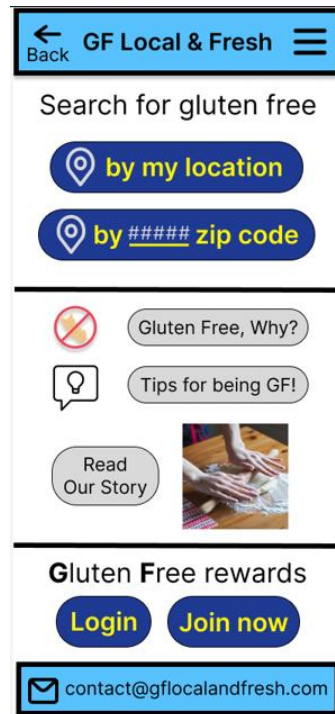 Back
GF Local & Fresh
Search for gluten free
by my location
by ##### zip code
Gluten Free, Why?
Tips for being GF!
Read
Our Story
Gluten Free rewards
Login
Join now
contact@gflocalandfresh.com